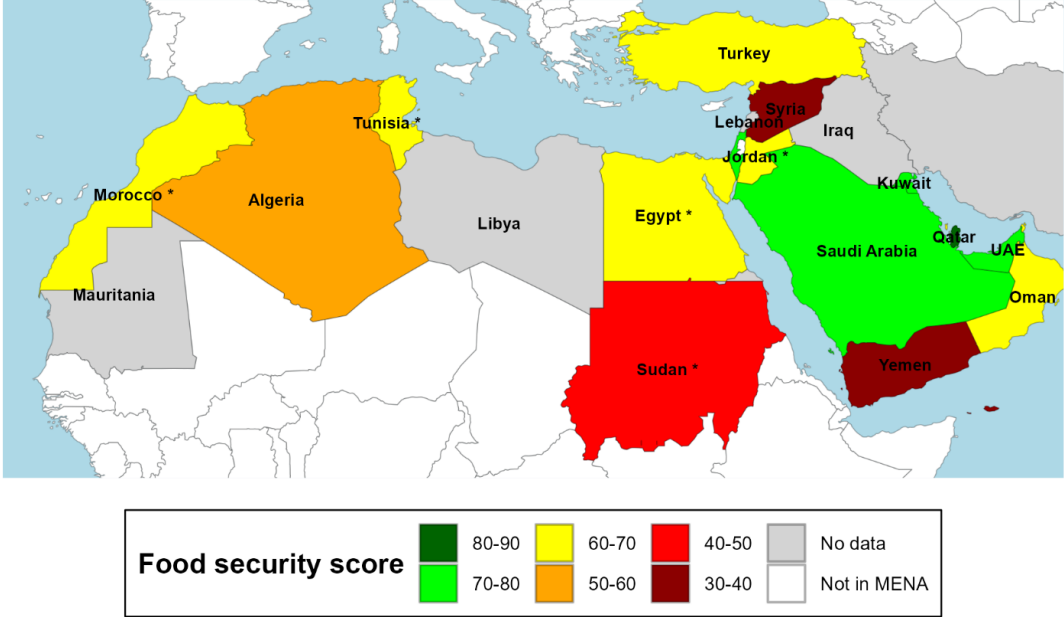 Turkey
Syria
Lebanon
Iraq
Tunisia *
Jordan *
Kuwait
Morocco *
Algeria
Egypt *
Libya
Qatar
Saudi Arabia
UAE
Mauritania
Oman
Sudan *
Yemen
Food security score
80-90
60-70
40-50
No data
70-80
50-60
30-40
Not in MENA